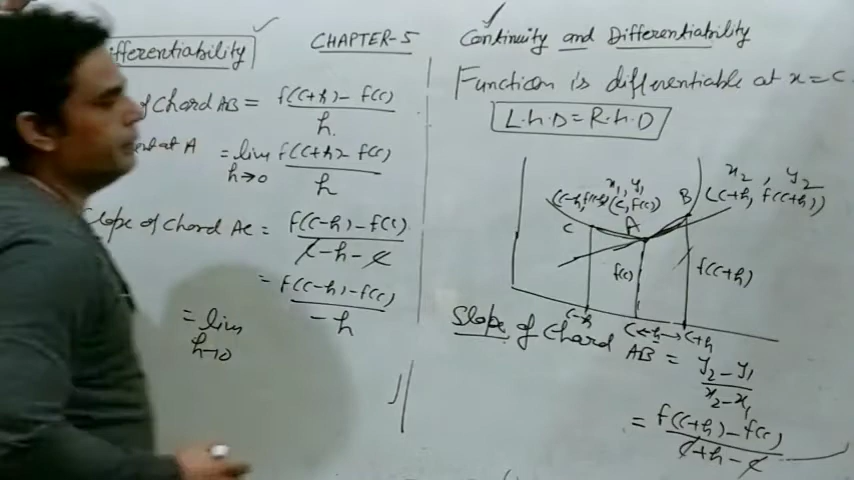 ifferentiability
CHAPTER-5
Continuity and Differentiability
of chord AB = f(c+h) - f(c) / h.
at A = lim h→0 f(c+h) - f(c) / h
Slope of chord AC = f(c-h) - f(c) / c - h - c
= f(c-h) - f(c) / - h
= lim h→0
Function is differentiable at x = c.
L.h.D = R.h.D
x1, y1
x2, y2
(c-h, f(c-h)) (c, f(c))
B (c+h, f(c+h))
C A
f(c) f(c+h)
c-h c ←h→ c+h
Slope of chord AB = y2 - y1 / x2 - x1
= f(c+h) - f(c) / c + h - c